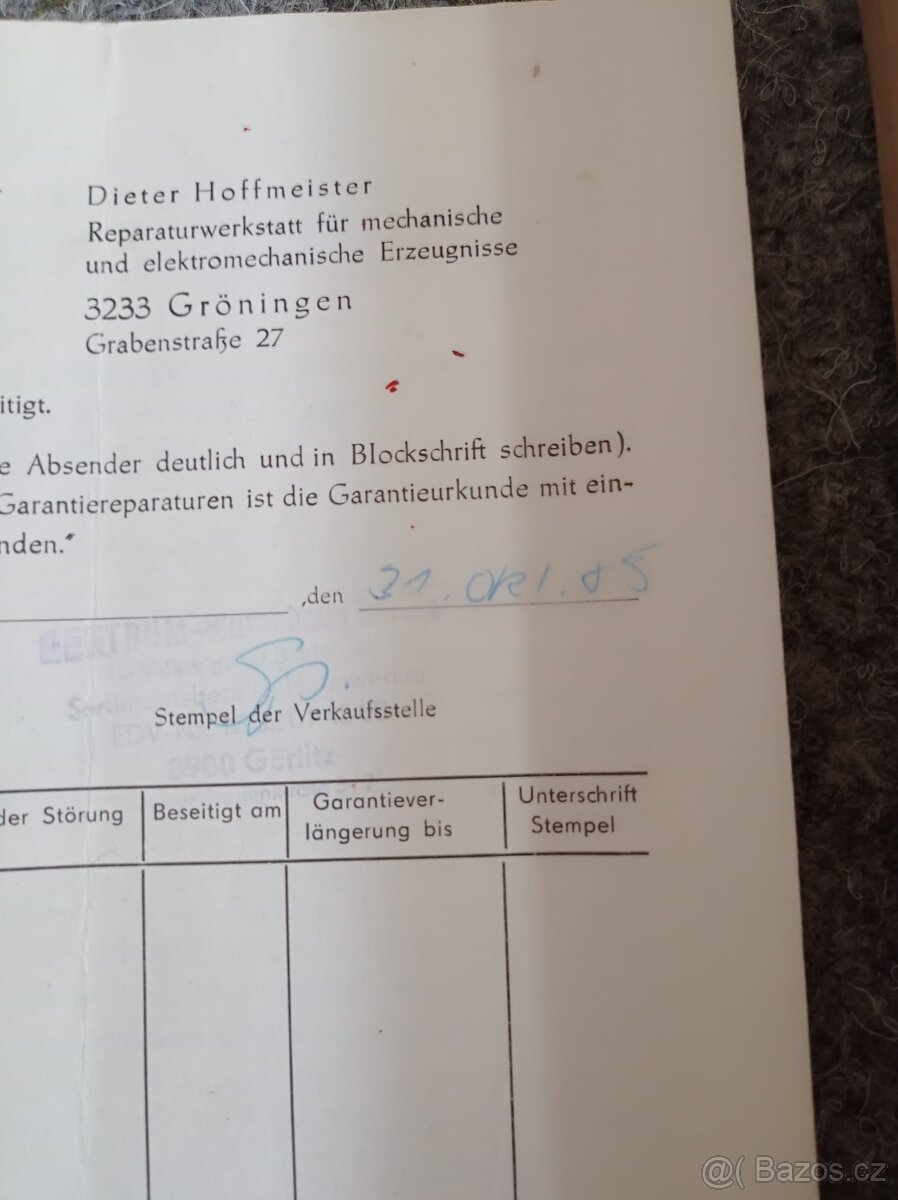 Dieter Hoffmeister
Reparaturwerkstatt für mechanische
und elektromechanische Erzeugnisse
3233 Gröningen
Grabenstraße 27
itigt.
e Absender deutlich und in Blockschrift schreiben).
Garantiereparaturen ist die Garantieurkunde mit ein-
nden."
,den 31. Okt. 85
CENTRUM-
Stempel der Verkaufsstelle
8900 Görlitz
der Störung Beseitigt am Garantiever- Unterschrift
längerung bis Stempel
@( Bazos.cz